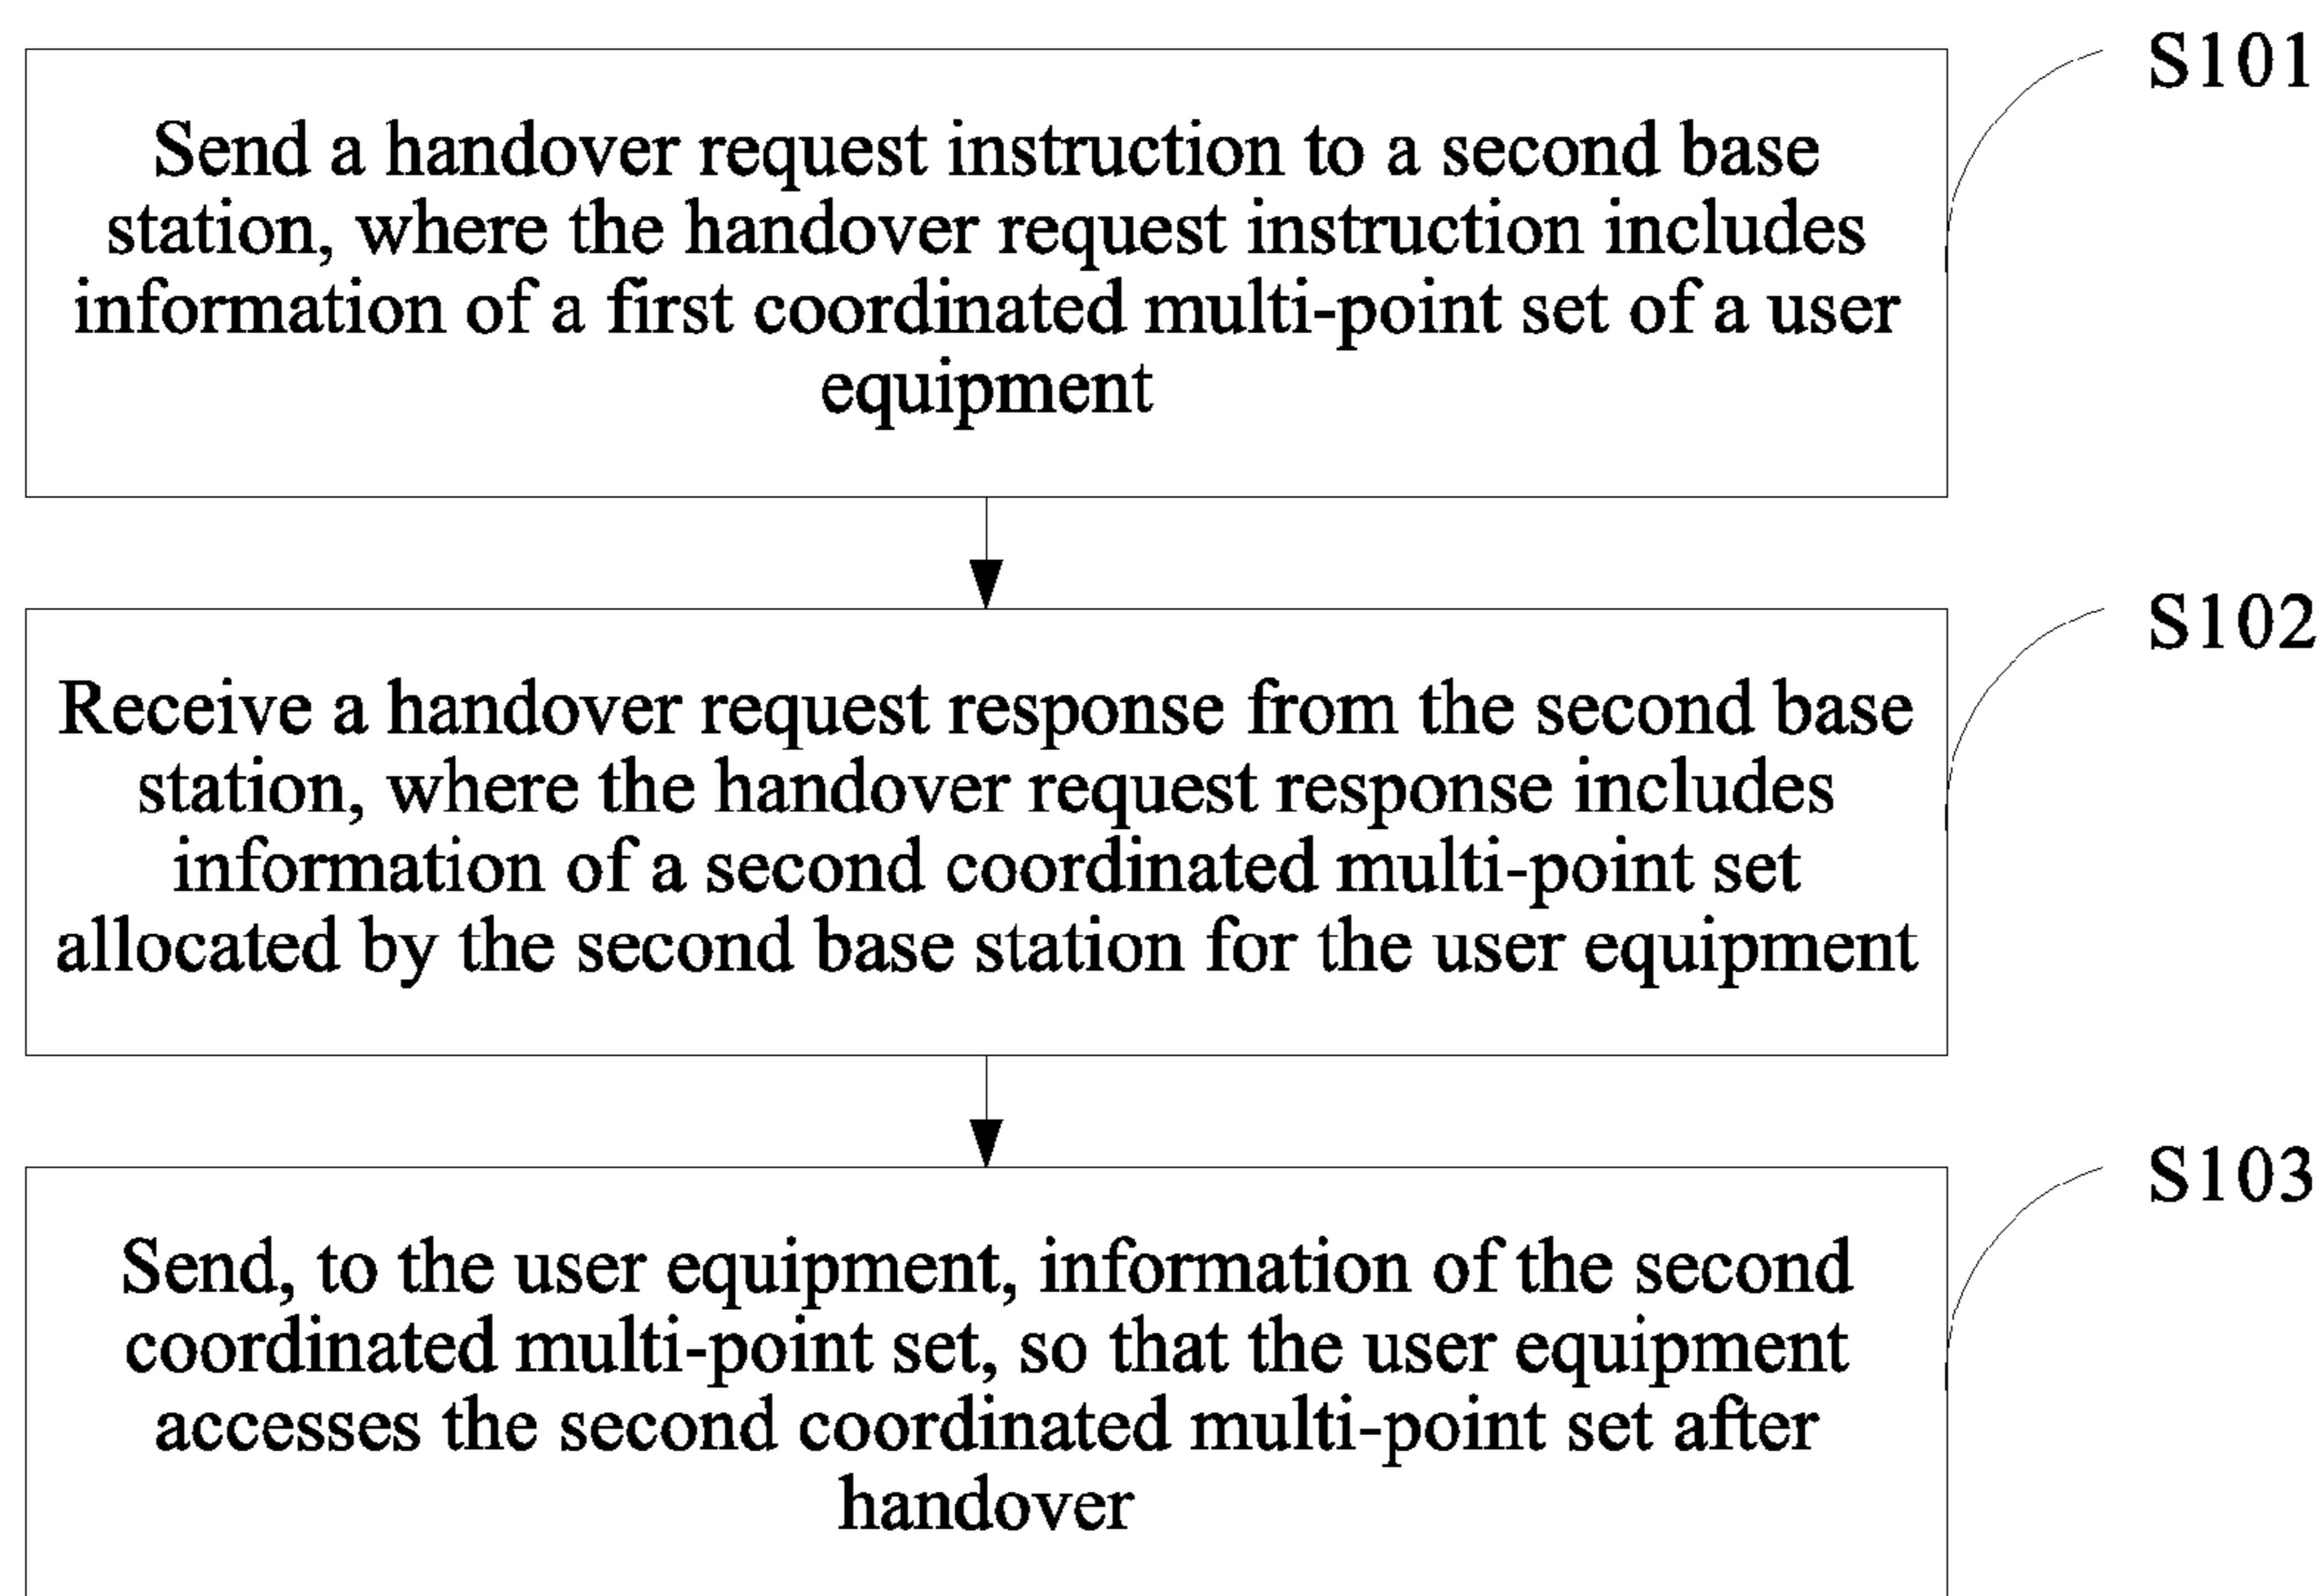 S101
Send a handover request instruction to a second base
station, where the handover request instruction includes
information of a first coordinated multi-point set of a user
equipment
S102
Receive a handover request response from the second base
station, where the handover request response includes
information of a second coordinated multi-point set
allocated by the second base station for the user equipment
S103
Send, to the user equipment, information of the second
coordinated multi-point set, so that the user equipment
accesses the second coordinated multi-point set after
handover